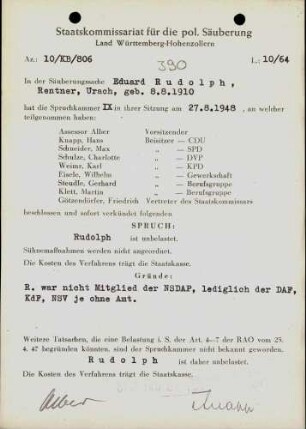 Staatskommissariat für die pol. Säuberung
Land Württemberg-Hohenzollern
Az.: 10/KB/806
390
L.: 10/64
In der Säuberungssache Eduard Rudolph,
Rentner, Urach, geb. 8.8.1910
hat die Spruchkammer IX in ihrer Sitzung am 27.8.1948, an welcher
teilgenommen haben:
Assessor Alber Vorsitzender
Knapp, Hans Beisitzer — CDU
Schneider, Max „ — SPD
Schulze, Charlotte „ — DVP
Weimar, Karl „ — KPD
Eisele, Wilhelm „ — Gewerkschaft
Steudle, Gerhard „ — Berufsgruppe
Klett, Martin „ — Berufsgruppe
Götzendörfer, Friedrich Vertreter des Staatskommissars
beschlossen und sofort verkündet folgenden
SPRUCH:
Rudolph ist unbelastet.
Sühnemaßnahmen werden nicht angeordnet.
Die Kosten des Verfahrens trägt die Staatskasse.
Gründe:
R. war nicht Mitglied der NSDAP, lediglich der DAF,
KdF, NSV je ohne Amt.
Weitere Tatsachen, die eine Belastung i. S. der Art. 4–7 der RAO vom 25.
4. 47 begründen könnten, sind der Spruchkammer nicht bekannt geworden.
Rudolph ist daher unbelastet.
Die Kosten des Verfahrens trägt die Staatskasse.
Alber
Knapp